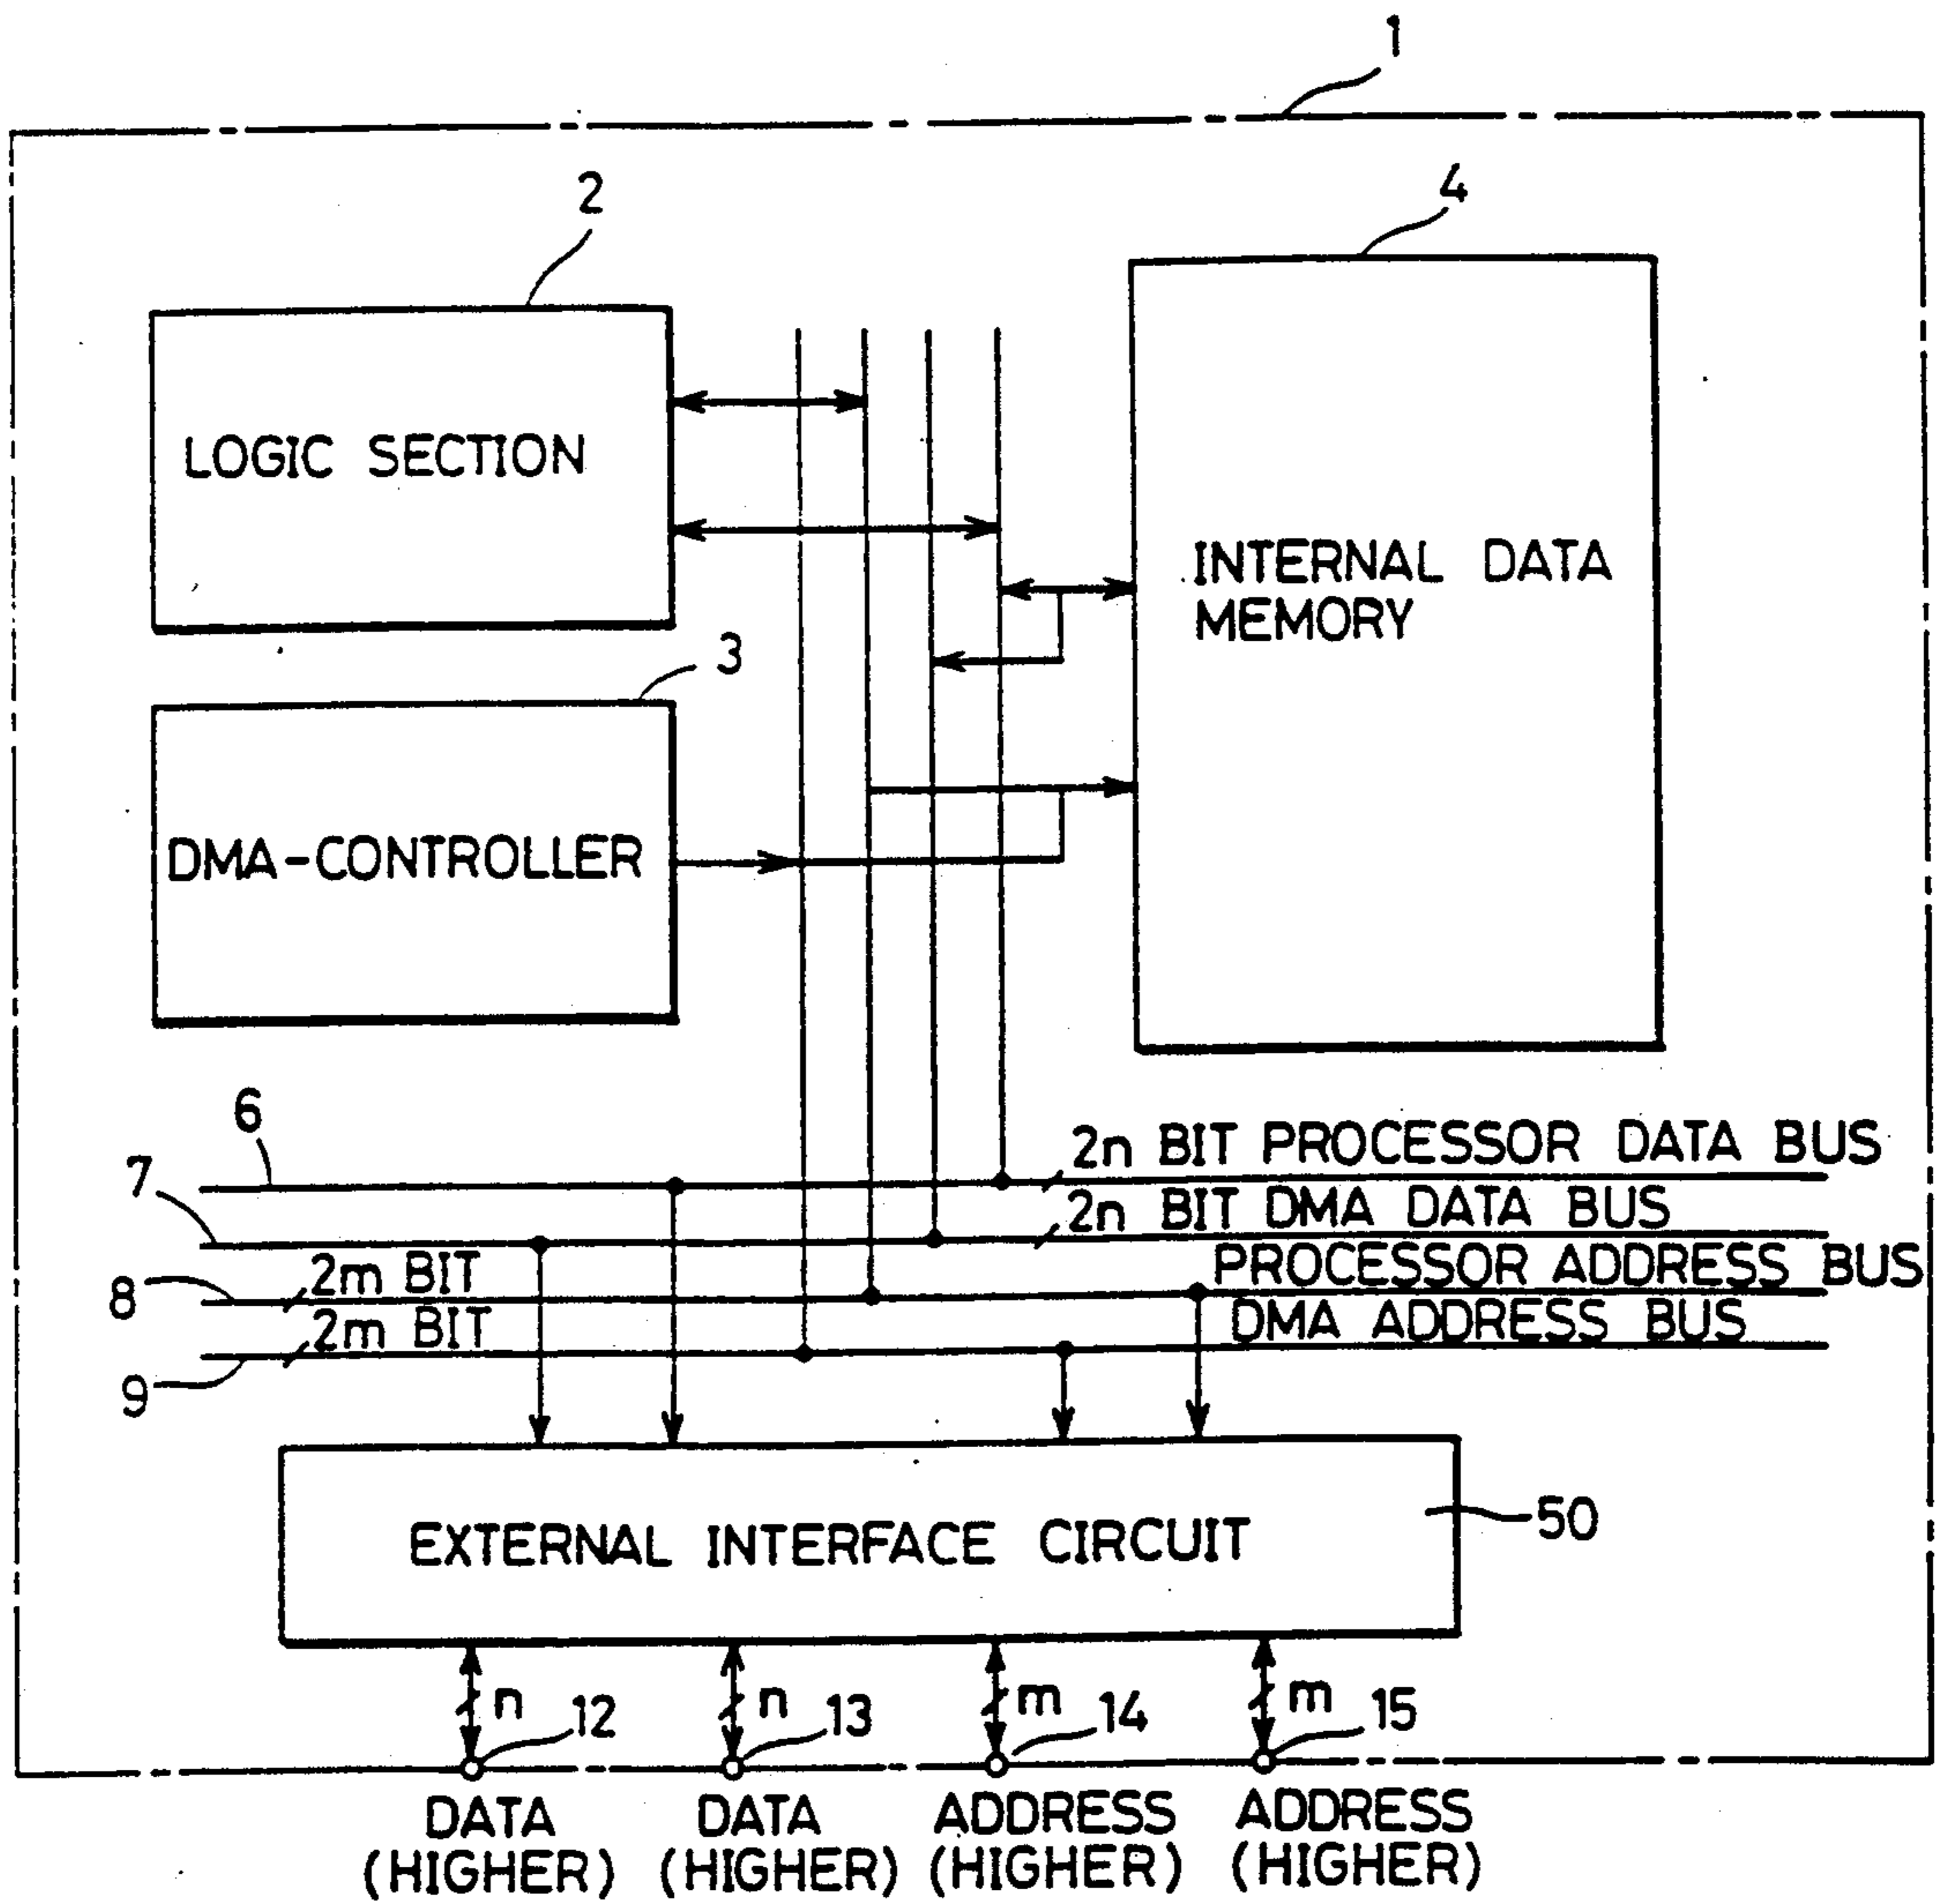 1
2
4
LOGIC SECTION
INTERNAL DATA
MEMORY
3
DMA-CONTROLLER
6
2n BIT PROCESSOR DATA BUS
7
2n BIT DMA DATA BUS
2m BIT
PROCESSOR ADDRESS BUS
8
2m BIT
DMA ADDRESS BUS
9
EXTERNAL INTERFACE CIRCUIT
50
n
12
n
13
m
14
m
15
DATA
(HIGHER)
DATA
(HIGHER)
ADDRESS
(HIGHER)
ADDRESS
(HIGHER)